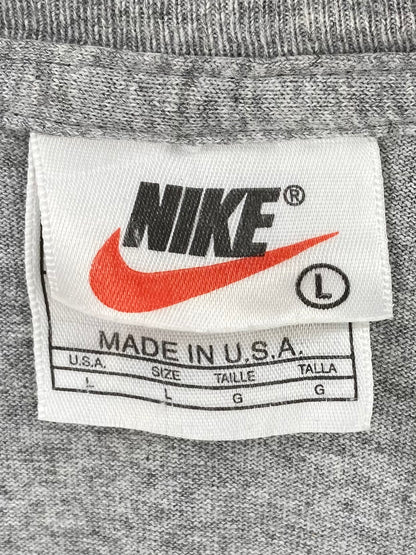 NIKE®
L
MADE IN U.S.A.
U.S.A. SIZE TAILLE TALLA
L L G G